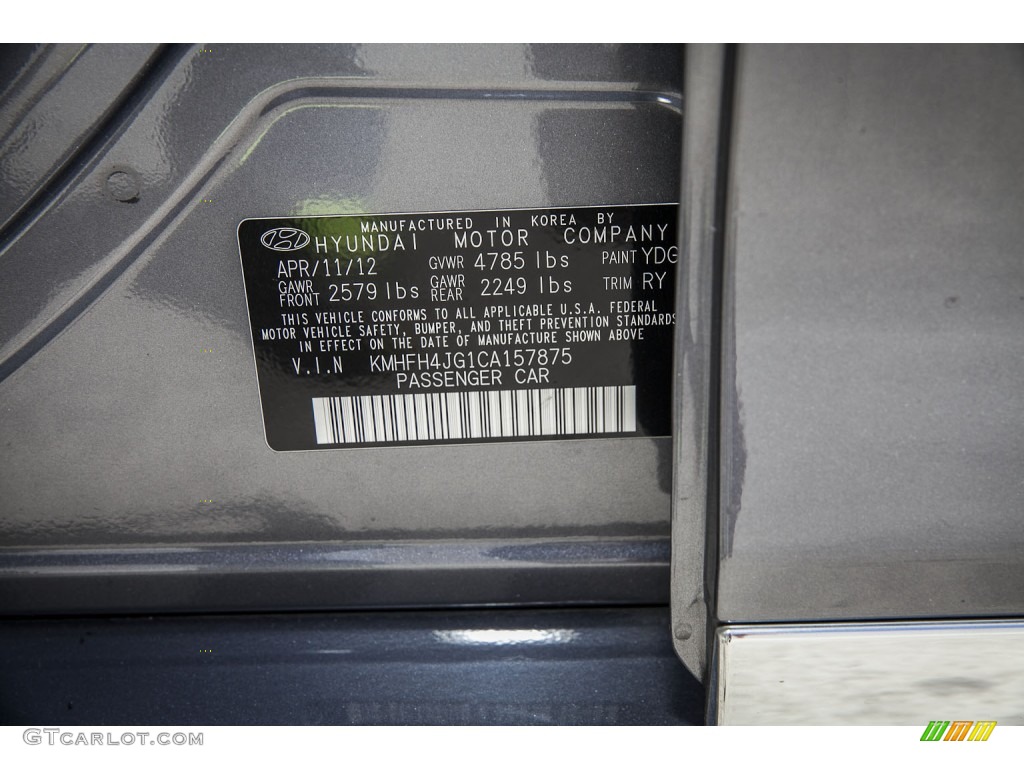 MANUFACTURED IN KOREA BY
HYUNDAI MOTOR COMPANY
APR/11/12 GVWR 4785 lbs PAINT YDG
GAWR FRONT 2579 lbs GAWR REAR 2249 lbs TRIM RY
THIS VEHICLE CONFORMS TO ALL APPLICABLE U.S.A. FEDERAL
MOTOR VEHICLE SAFETY, BUMPER, AND THEFT PREVENTION STANDARDS
IN EFFECT ON THE DATE OF MANUFACTURE SHOWN ABOVE
V.I.N KMHFH4JG1CA157875
PASSENGER CAR
GTCARLOT.COM